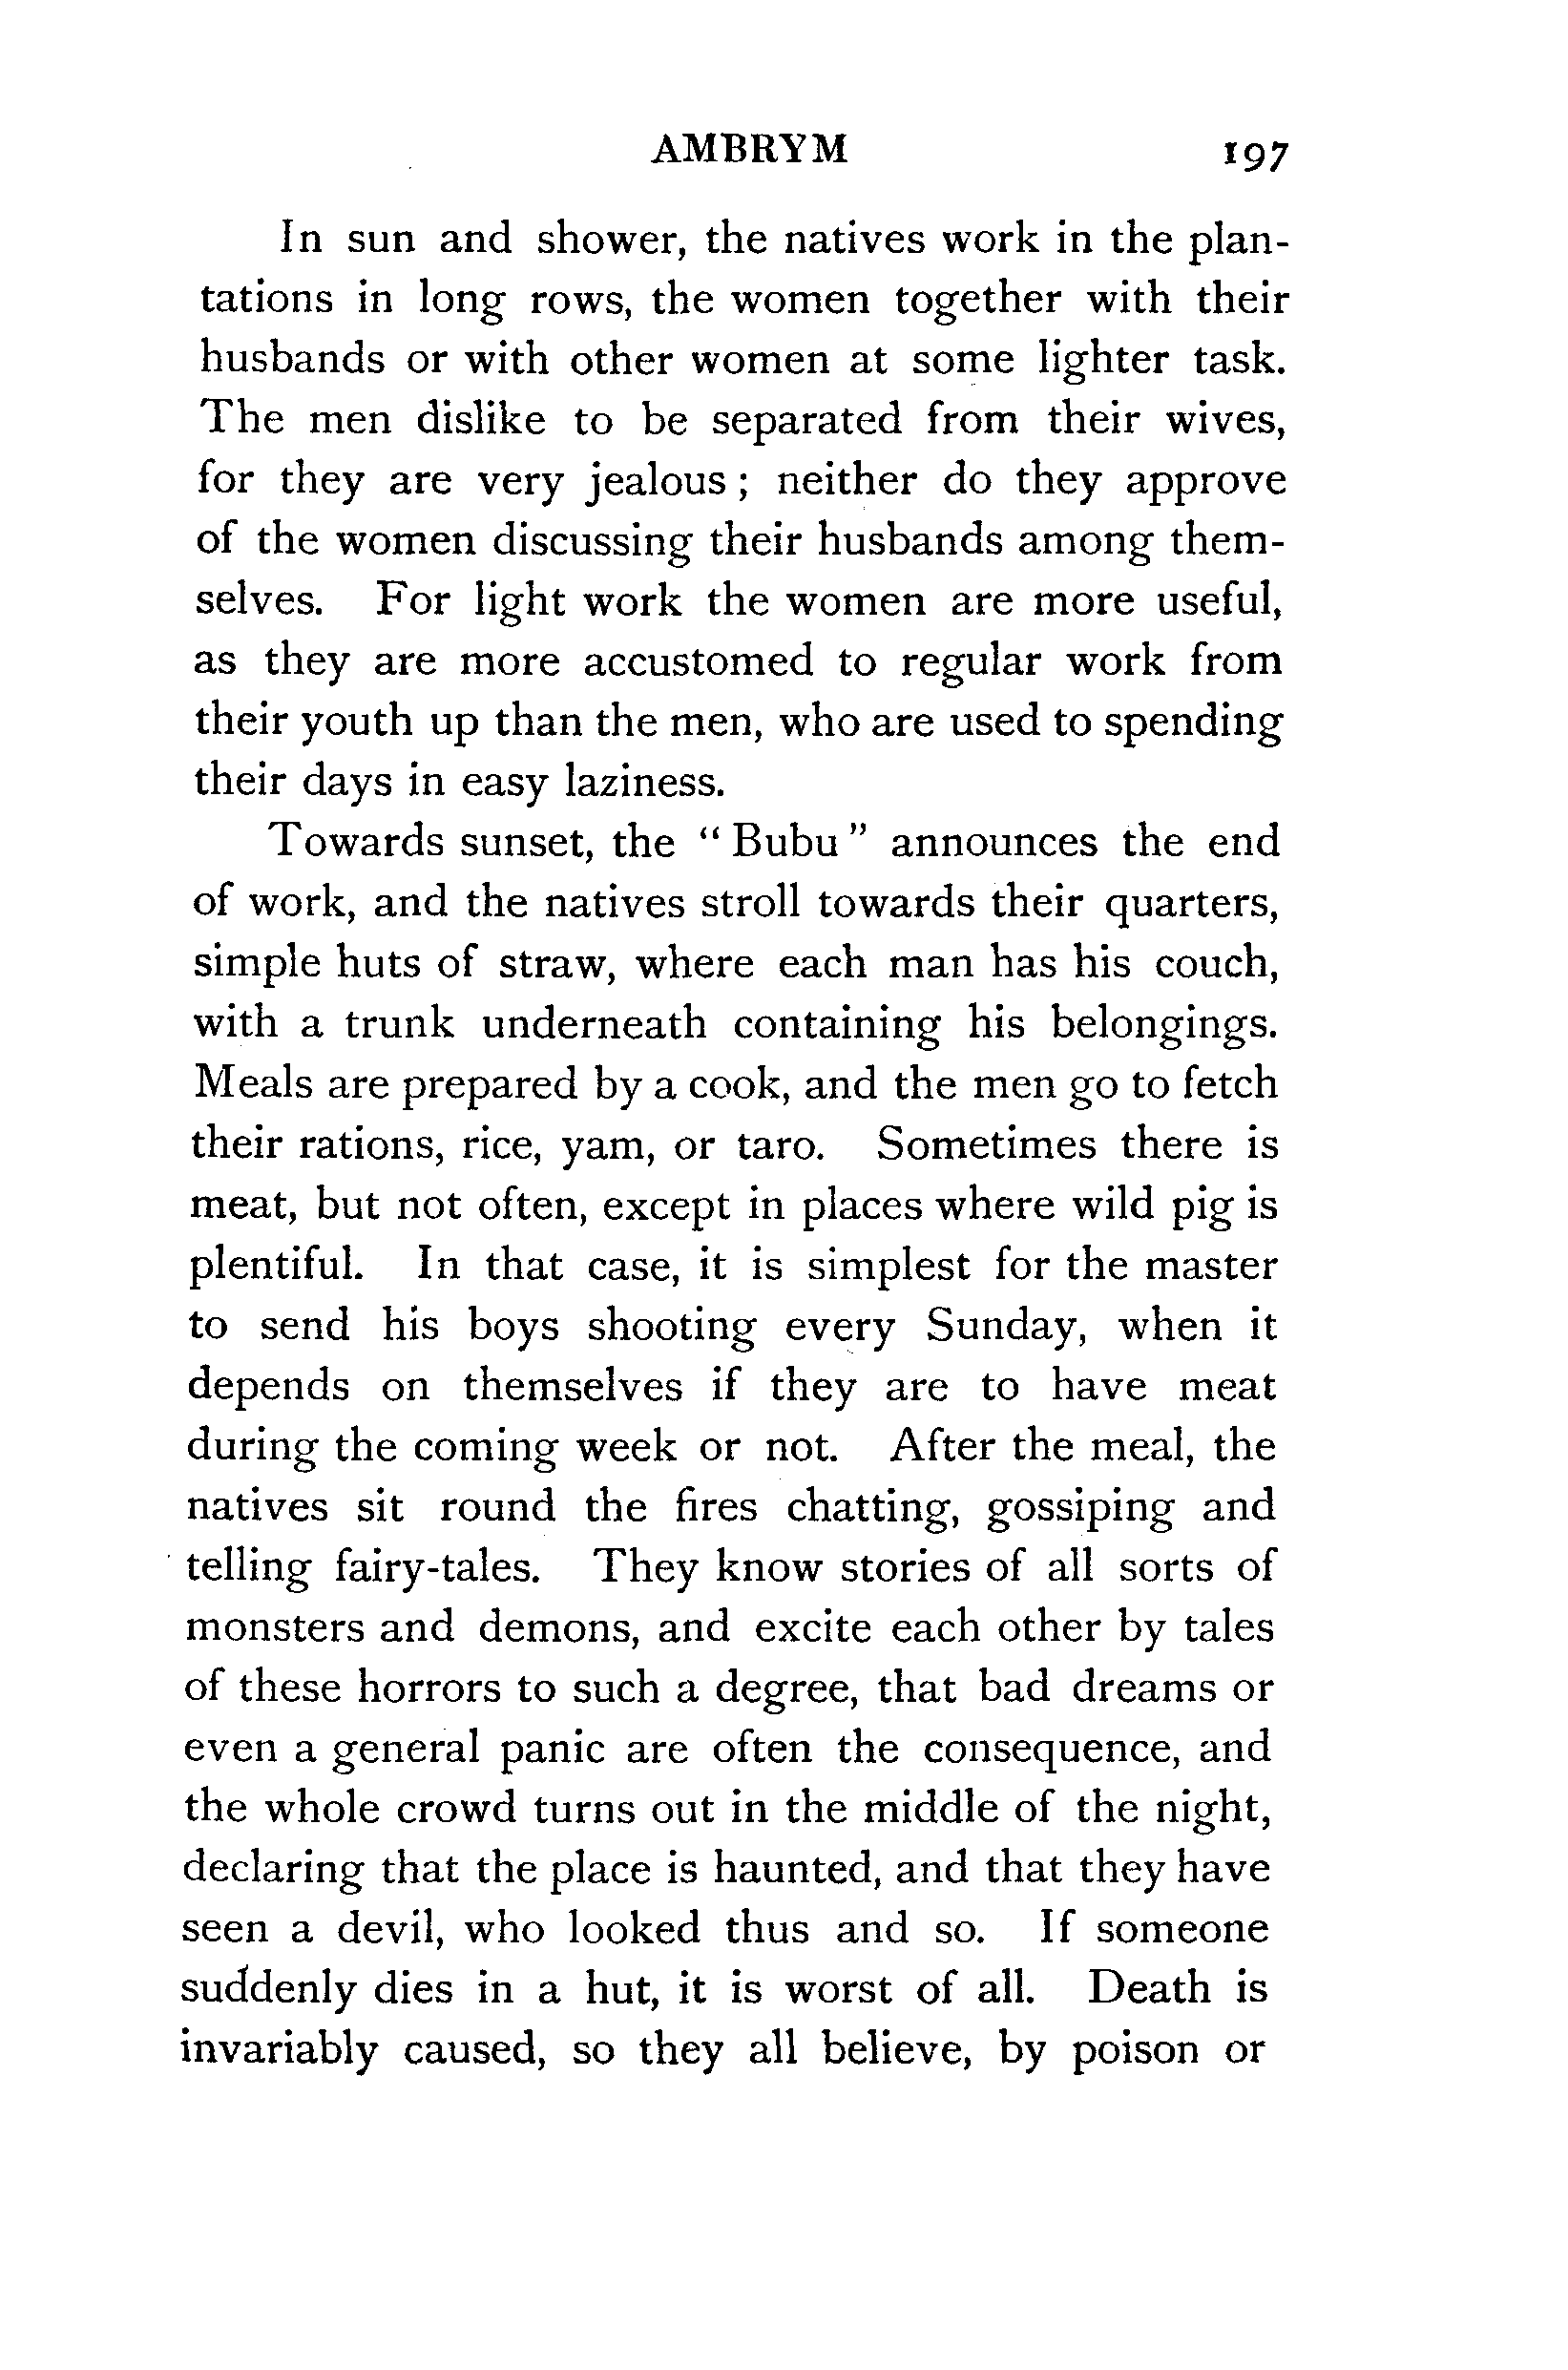 AMBRYM 197
In sun and shower, the natives work in the plan-
tations in long rows, the women together with their
husbands or with other women at some lighter task.
The men dislike to be separated from their wives,
for they are very jealous; neither do they approve
of the women discussing their husbands among them-
selves. For light work the women are more useful,
as they are more accustomed to regular work from
their youth up than the men, who are used to spending
their days in easy laziness.
Towards sunset, the "Bubu" announces the end
of work, and the natives stroll towards their quarters,
simple huts of straw, where each man has his couch,
with a trunk underneath containing his belongings.
Meals are prepared by a cook, and the men go to fetch
their rations, rice, yam, or taro. Sometimes there is
meat, but not often, except in places where wild pig is
plentiful. In that case, it is simplest for the master
to send his boys shooting every Sunday, when it
depends on themselves if they are to have meat
during the coming week or not. After the meal, the
natives sit round the fires chatting, gossiping and
telling fairy-tales. They know stories of all sorts of
monsters and demons, and excite each other by tales
of these horrors to such a degree, that bad dreams or
even a general panic are often the consequence, and
the whole crowd turns out in the middle of the night,
declaring that the place is haunted, and that they have
seen a devil, who looked thus and so. If someone
suddenly dies in a hut, it is worst of all. Death is
invariably caused, so they all believe, by poison or